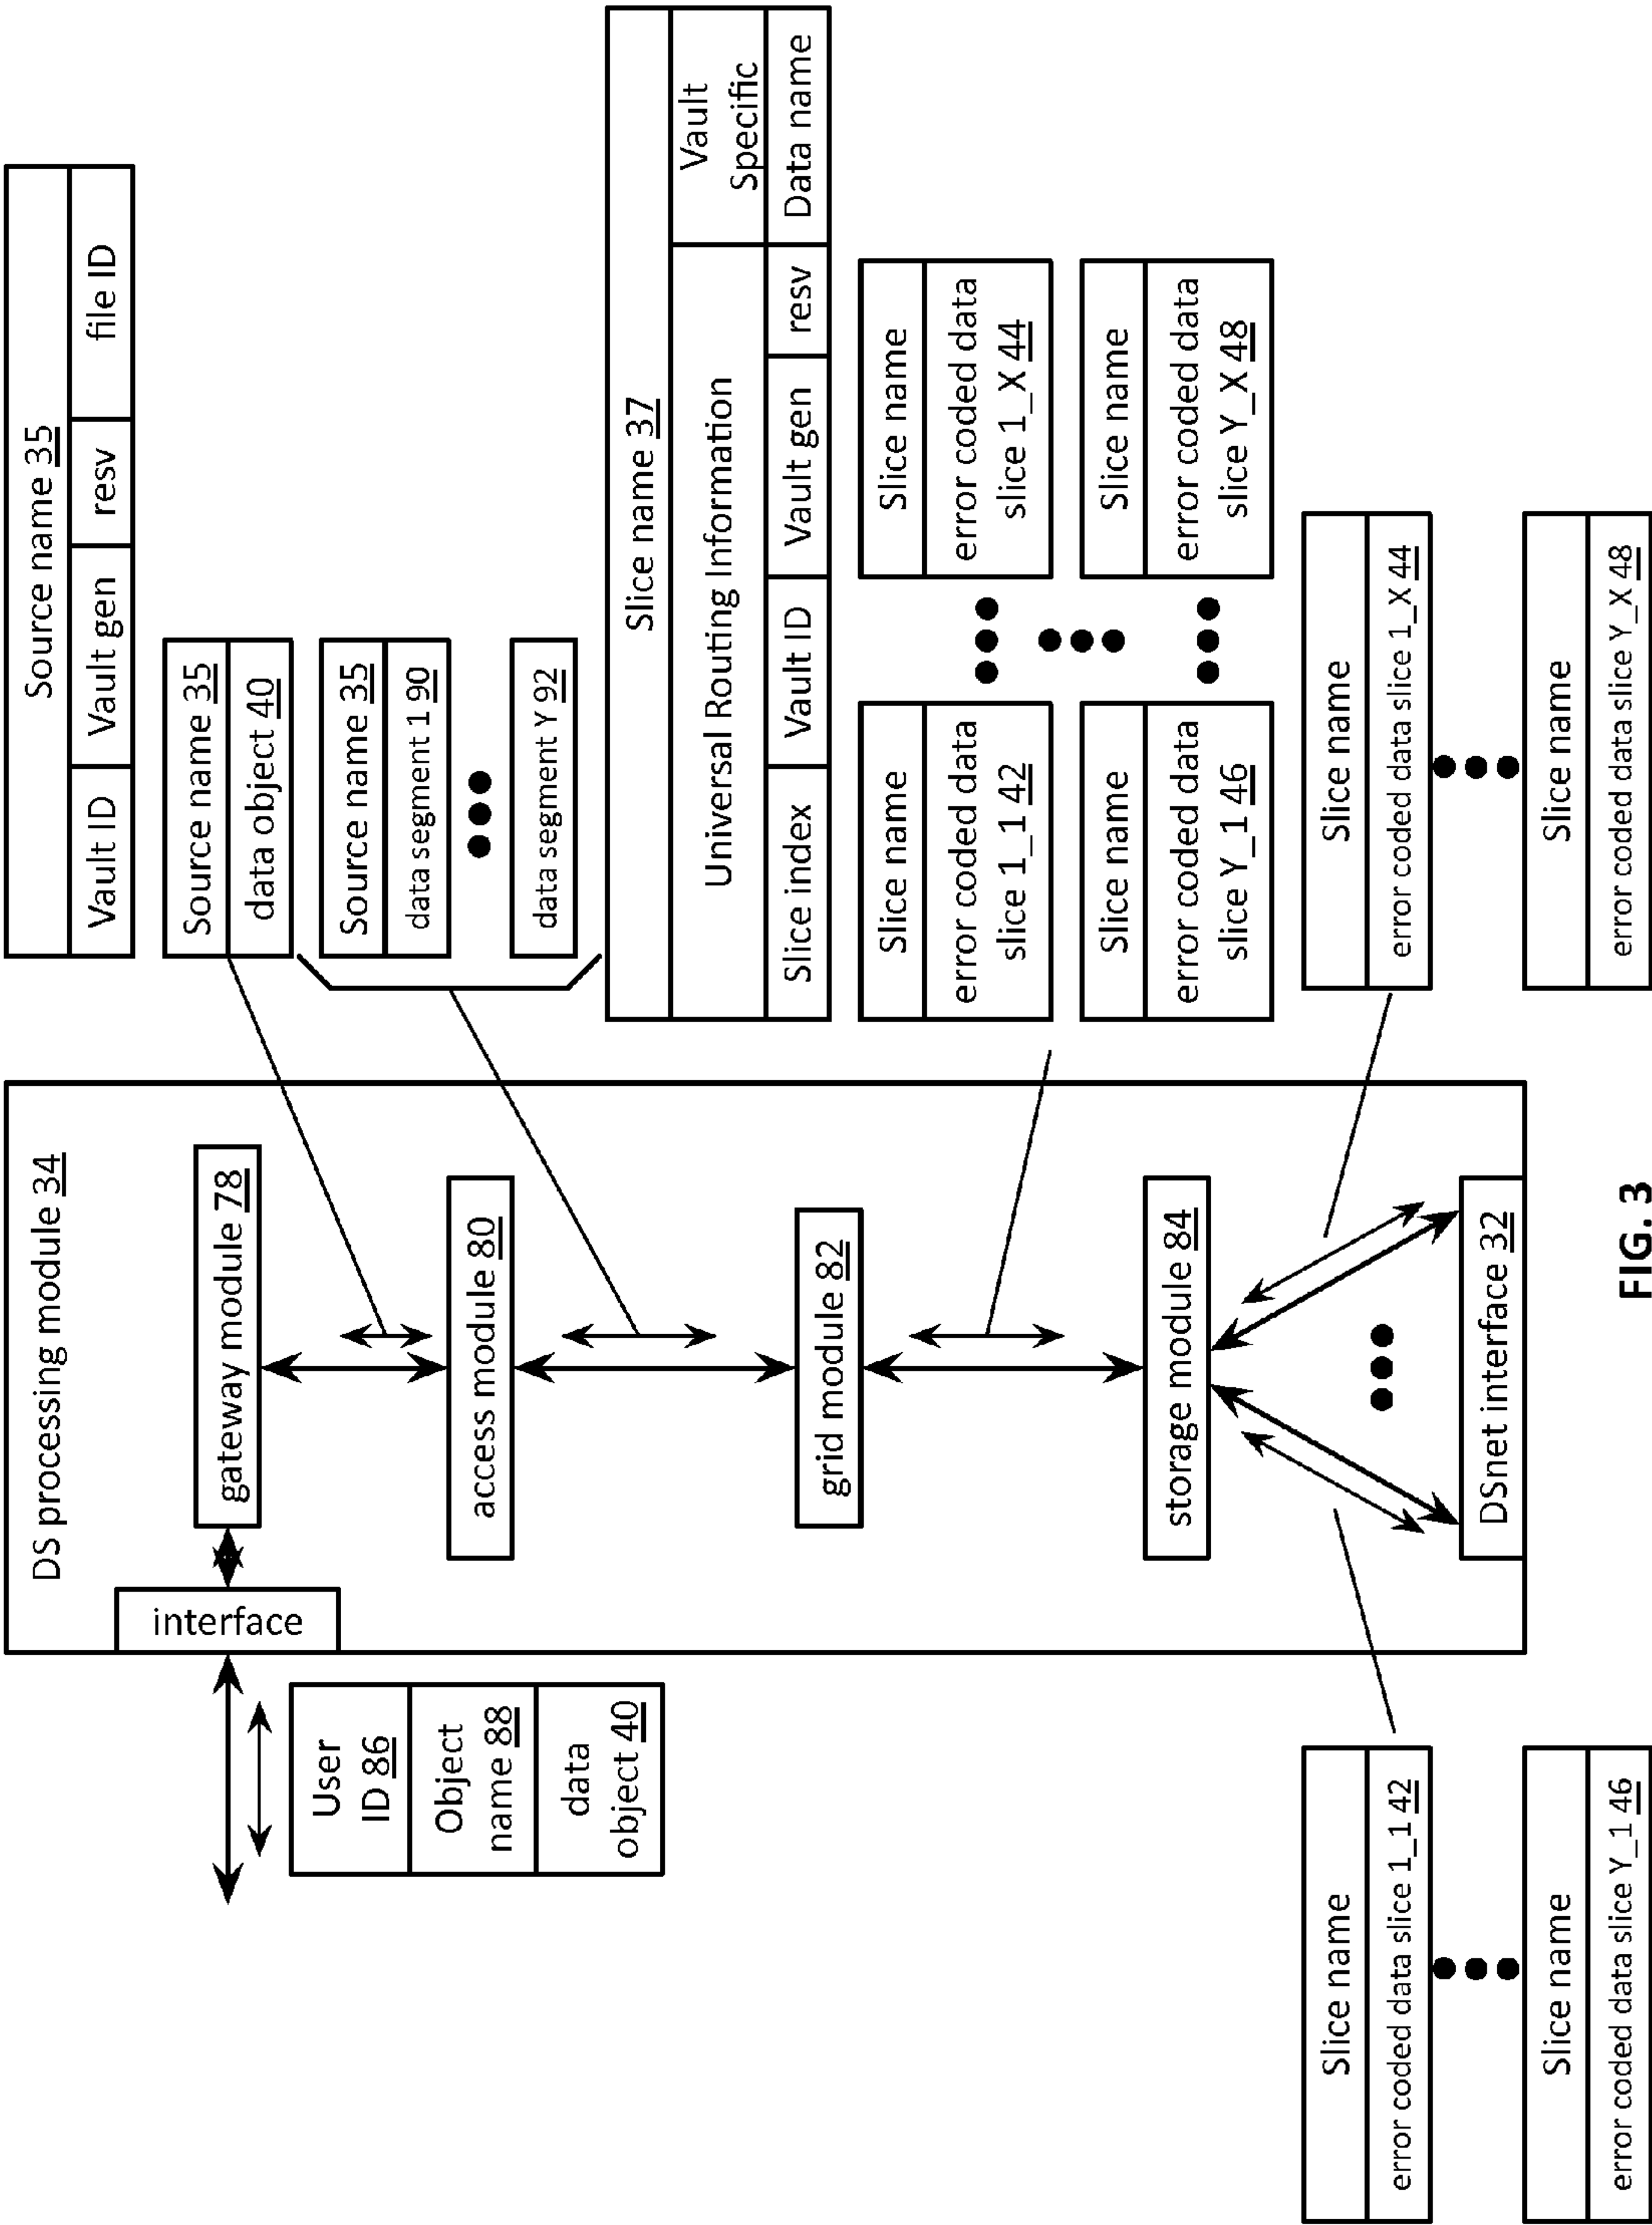 DS processing module 34
interface
gateway module 78
access module 80
grid module 82
storage module 84
DSnet interface 32
User
ID 86
Object
name 88
data
object 40
Source name 35
Vault ID
Vault gen
resv
file ID
Source name 35
data object 40
Source name 35
data segment 1 90
data segment Y 92
Slice name 37
Universal Routing Information
Vault
Specific
Slice index
Vault ID
Vault gen
resv
Data name
Slice name
error coded data
slice 1_1 42
Slice name
error coded data
slice 1_X 44
Slice name
error coded data
slice Y_1 46
Slice name
error coded data
slice Y_X 48
Slice name
error coded data slice 1_1 42
Slice name
error coded data slice Y_1 46
Slice name
error coded data slice 1_X 44
Slice name
error coded data slice Y_X 48
FIG. 3